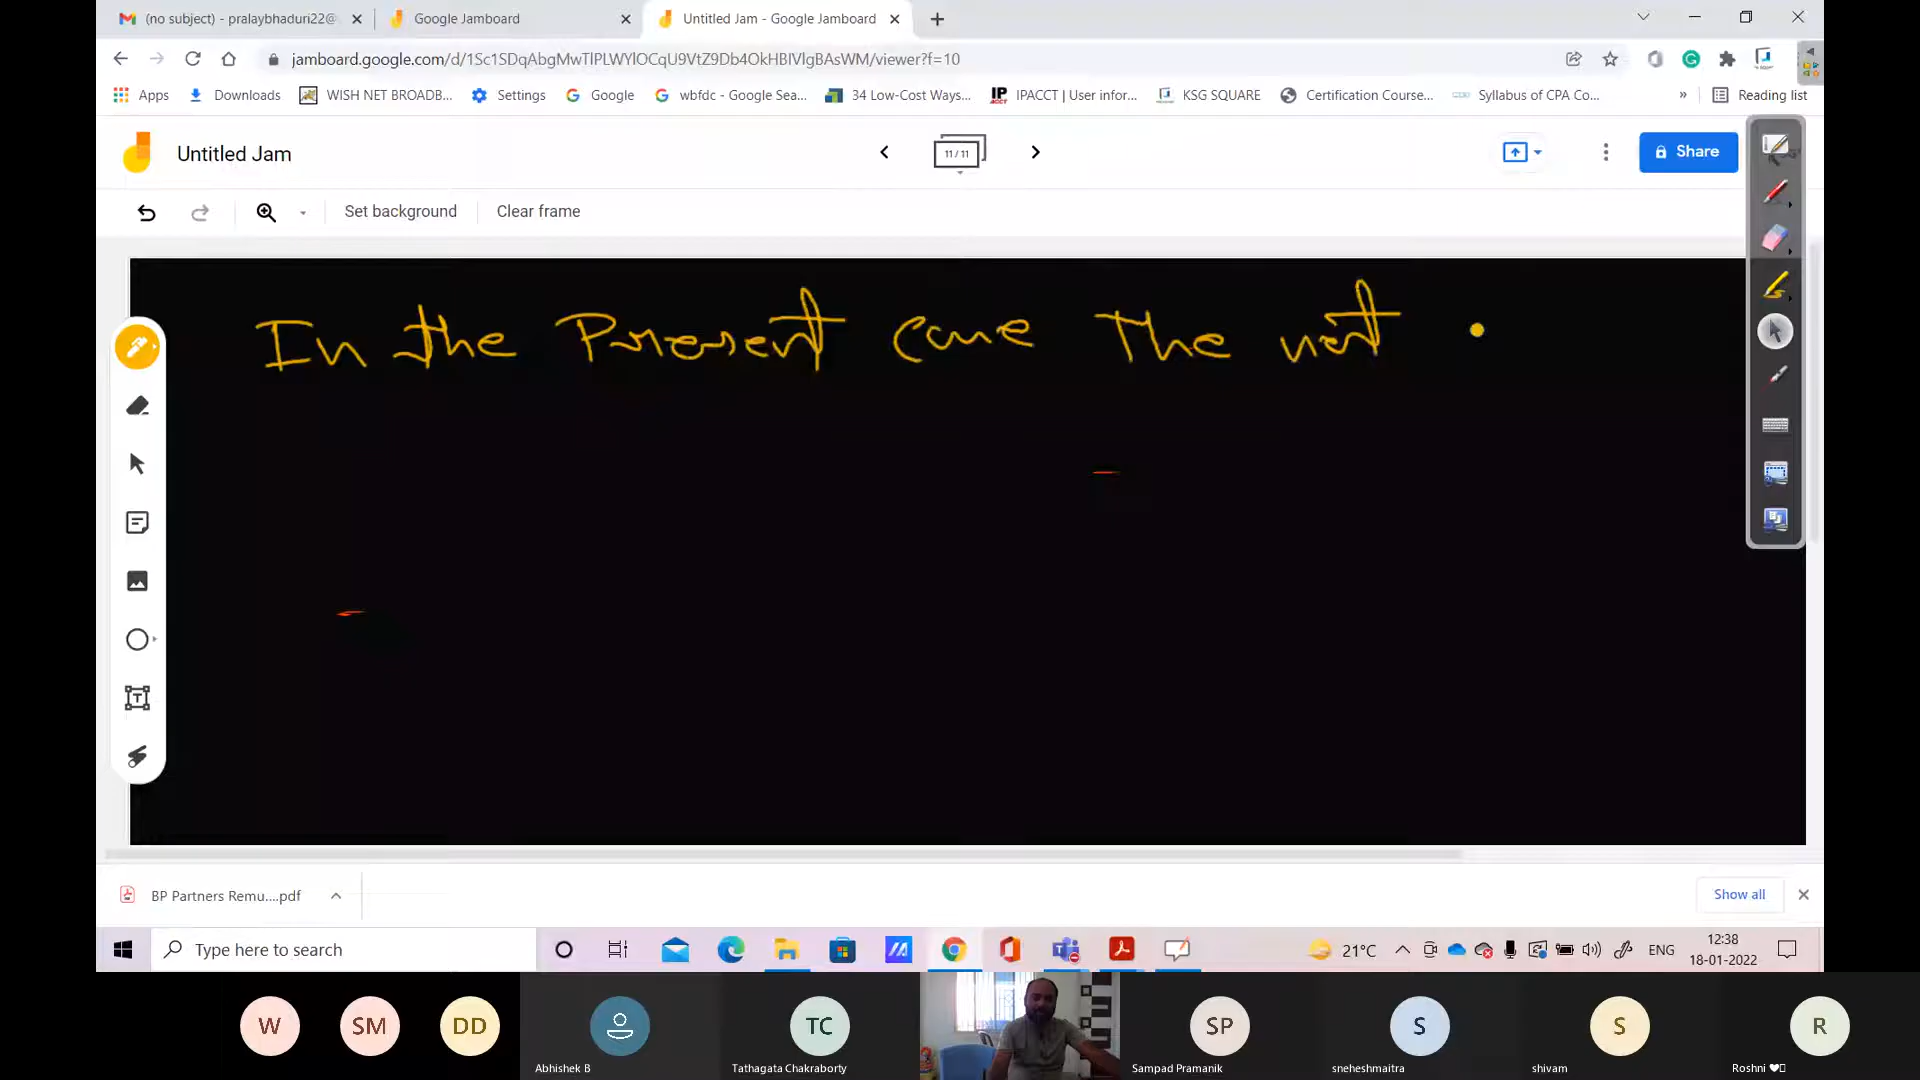 (no subject) - pralaybhaduri22@
Google Jamboard
Untitled Jam - Google Jamboard
jamboard.google.com/d/1Sc1SDqAbgMwTlPLWYlOCqU9VtZ9Db4OkHBIVlgBAsWM/viewer?f=10
Apps Downloads WISH NET BROADB... Settings Google wbfdc - Google Sea... 34 Low-Cost Ways... IPACCT | User infor... KSG SQUARE Certification Course... Syllabus of CPA Co... » Reading list
Untitled Jam 11 / 11 Share
Set background Clear frame
In the Present case The net
BP Partners Remu....pdf Show all
Type here to search 21°C ENG 12:38
18-01-2022
W SM DD TC SP S S R
Abhishek B Tathagata Chakraborty Sampad Pramanik sneheshmaitra shivam Roshni ❤